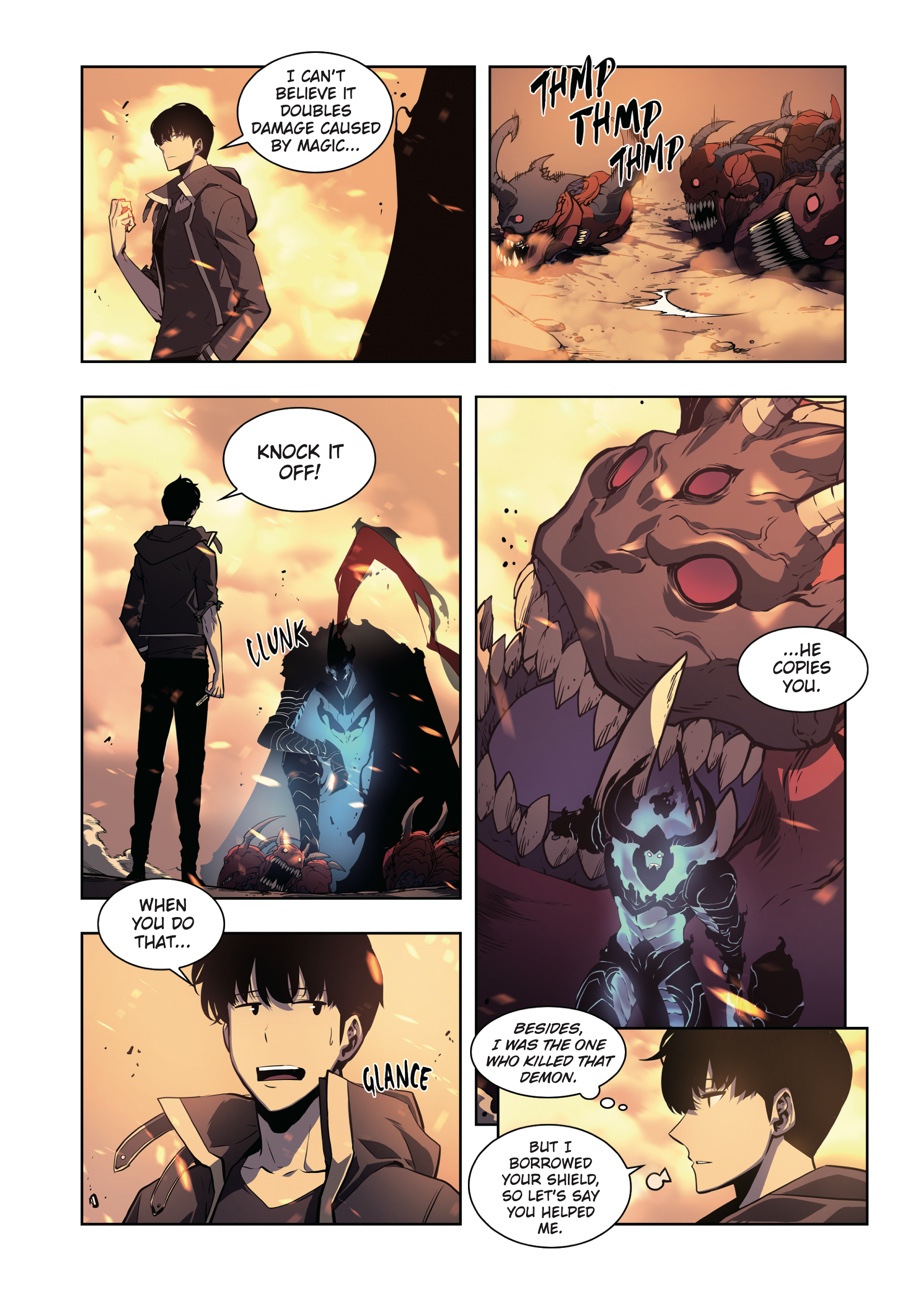 I CAN'T
BELIEVE IT
DOUBLES
DAMAGE CAUSED
BY MAGIC...
THMP
THMP
THMP
KNOCK IT
OFF!
CLUNK
WHEN
YOU DO
THAT...
GLANCE
...HE
COPIES
YOU.
BESIDES,
I WAS THE ONE
WHO KILLED THAT
DEMON.
BUT I
BORROWED
YOUR SHIELD,
SO LET'S SAY
YOU HELPED
ME.